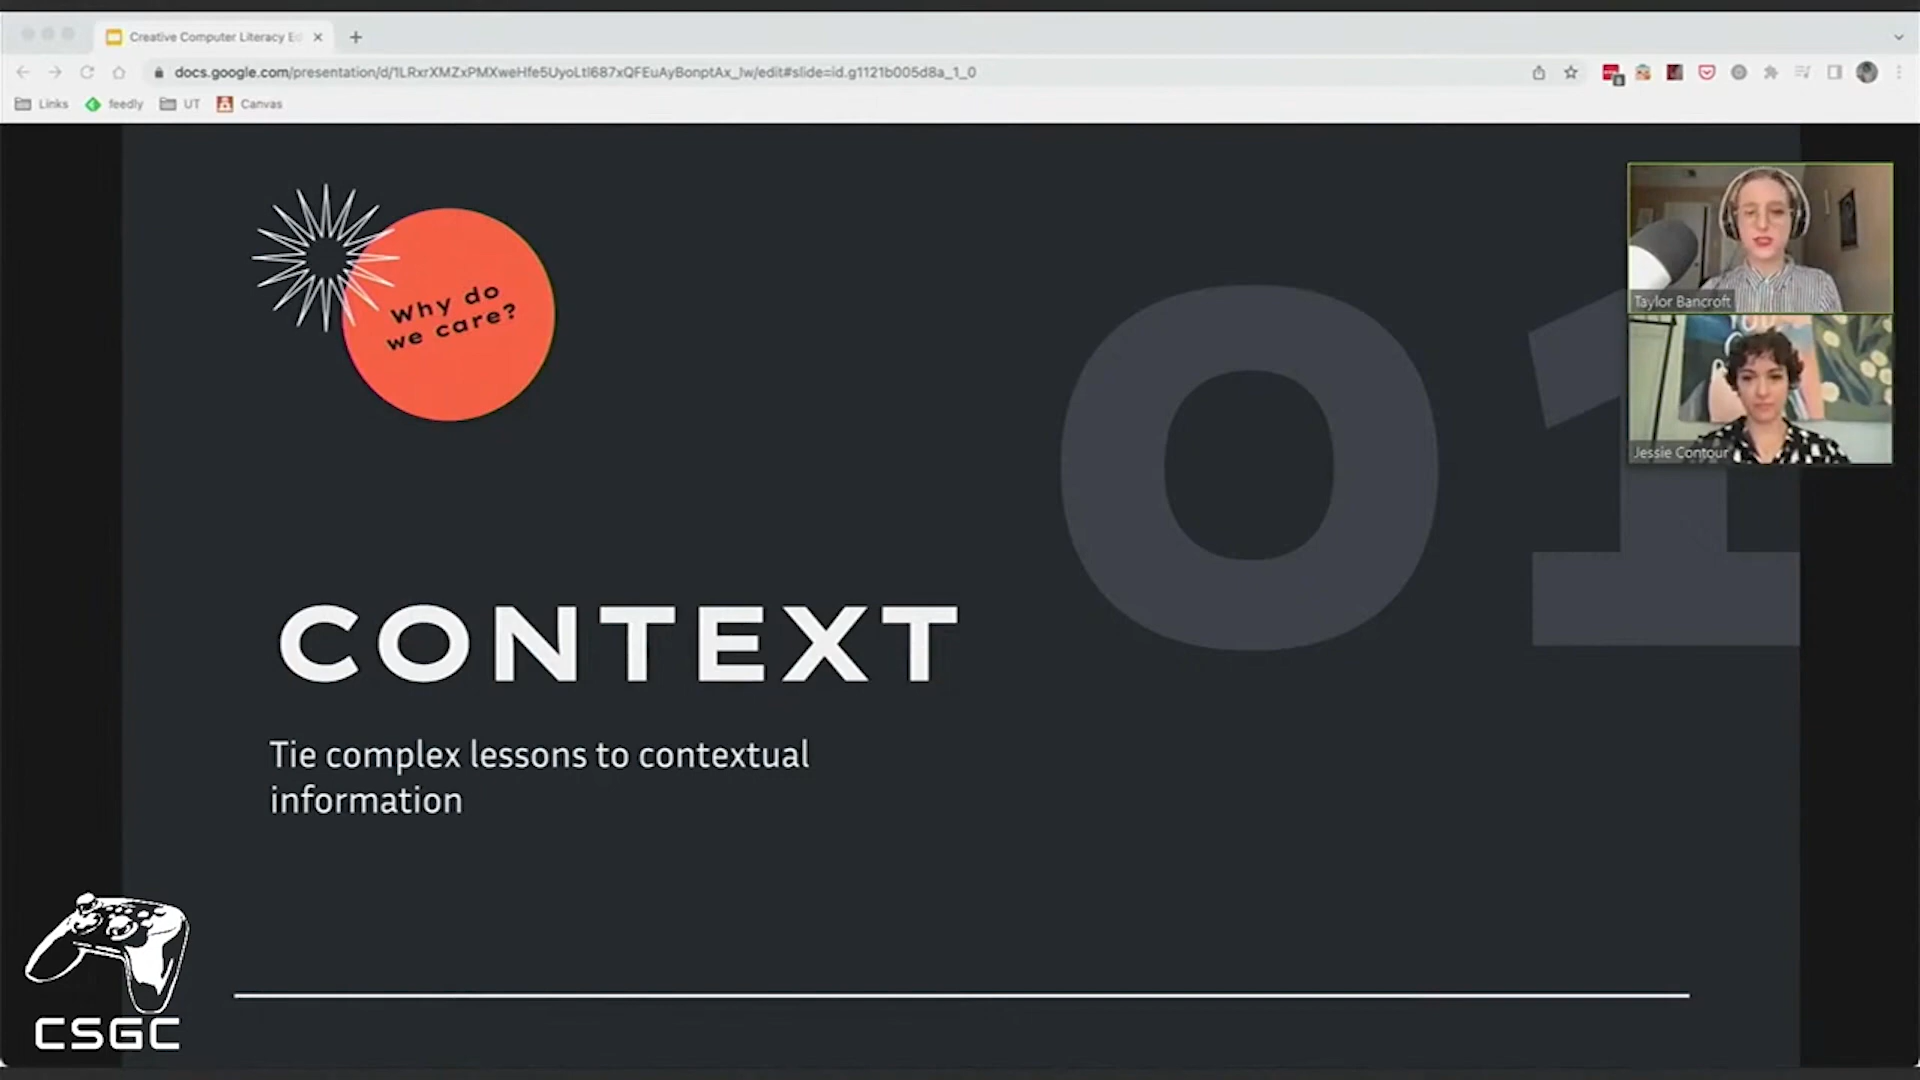 Creative Computer Literacy Ed
docs.google.com/presentation/d/1LRxrXMZxPMXweHfe5UyoLtI687xQFEuAyBonptAx_Iw/edit#slide=id.g1121b005d8a_1_0
Links
feedly
UT
Canvas
Why do
we care?
01
Taylor Bancroft
Jessie Contour
CONTEXT
Tie complex lessons to contextual
information
CSGC